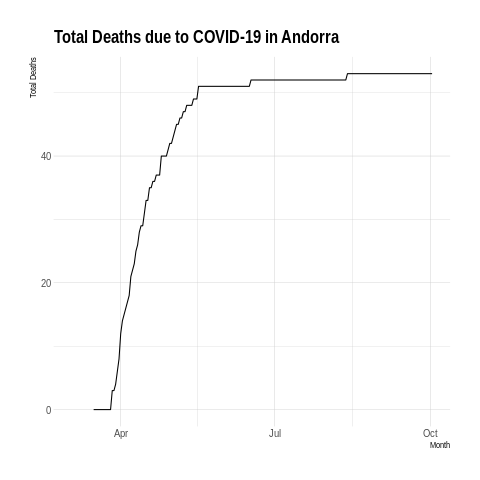 Total Deaths due to COVID-19 in Andorra
Total Deaths
40
20
0
Apr
Jul
Oct
Month